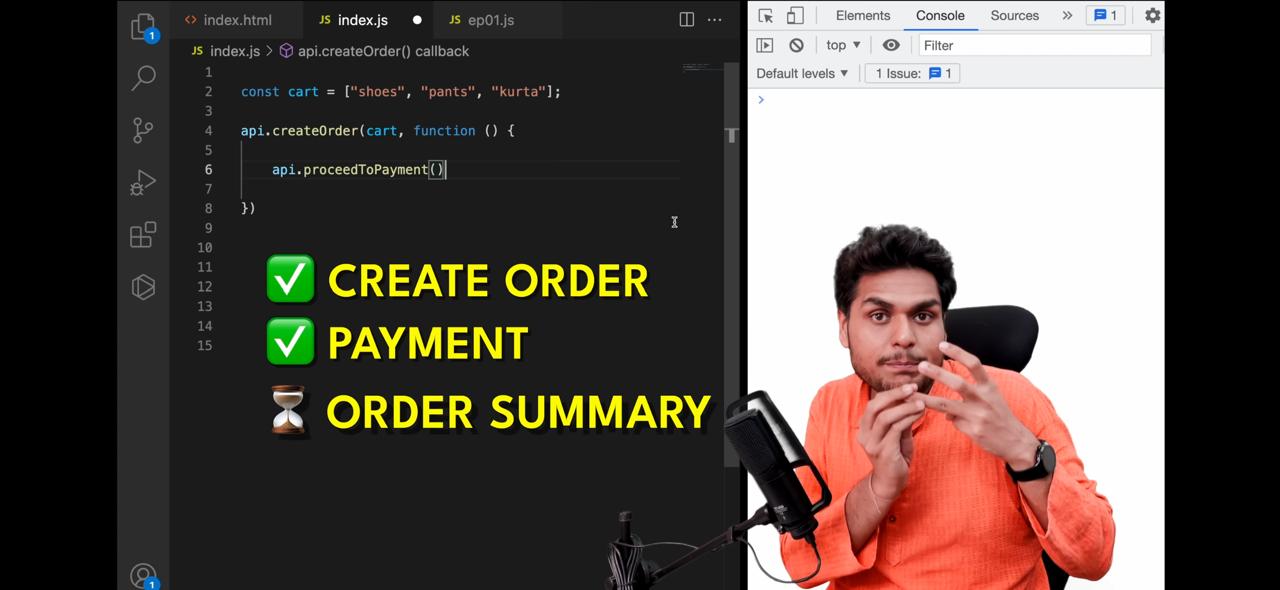 index.html
JS index.js
JS ep01.js
JS index.js > api.createOrder() callback
1
2 const cart = ["shoes", "pants", "kurta"];
3
4 api.createOrder(cart, function () {
5
6 api.proceedToPayment()
7
8 })
9
10
11
12
13
14
15
✅ CREATE ORDER
✅ PAYMENT
⏳ ORDER SUMMARY
1
1
Elements Console Sources » 1
top ▼ Filter
Default levels ▼ 1 Issue: 1
>